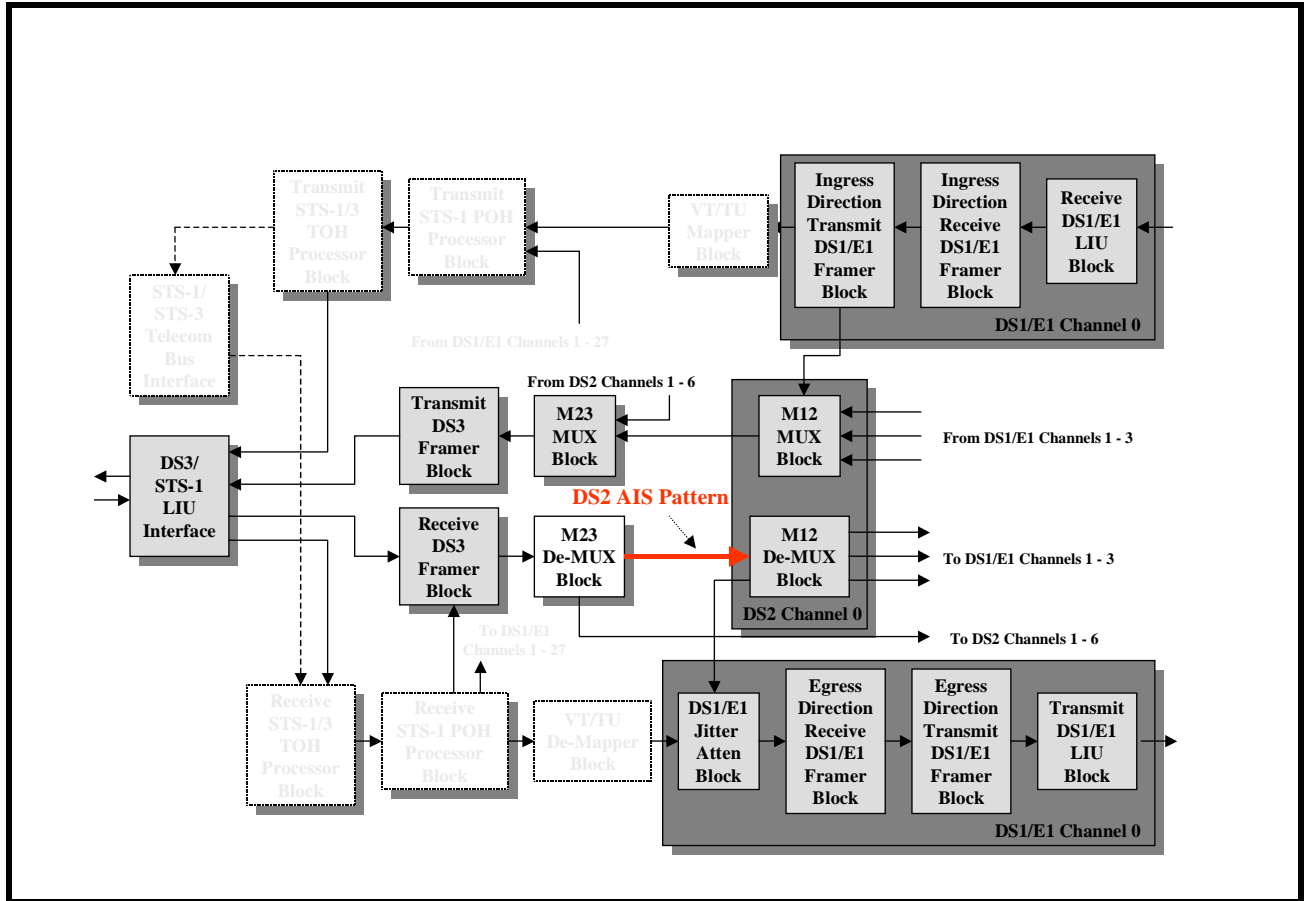 Transmit
STS-1/3
TOH
Processor
Block
Transmit
STS-1 POH
Processor
Block
VT/TU
Mapper
Block
Ingress
Direction
Transmit
DS1/E1
Framer
Block
Ingress
Direction
Receive
DS1/E1
Framer
Block
Receive
DS1/E1
LIU
Block
DS1/E1 Channel 0
STS-1/
STS-3
Telecom
Bus
Interface
From DS1/E1 Channels 1 - 27
From DS2 Channels 1 - 6
Transmit
DS3
Framer
Block
M23
MUX
Block
M12
MUX
Block
From DS1/E1 Channels 1 - 3
DS3/
STS-1
LIU
Interface
DS2 AIS Pattern
Receive
DS3
Framer
Block
M23
De-MUX
Block
M12
De-MUX
Block
To DS1/E1 Channels 1 - 3
DS2 Channel 0
To DS1/E1
Channels 1 - 27
To DS2 Channels 1 - 6
Receive
STS-1/3
TOH
Processor
Block
Receive
STS-1 POH
Processor
Block
VT/TU
De-Mapper
Block
DS1/E1
Jitter
Atten
Block
Egress
Direction
Receive
DS1/E1
Framer
Block
Egress
Direction
Transmit
DS1/E1
Framer
Block
Transmit
DS1/E1
LIU
Block
DS1/E1 Channel 0